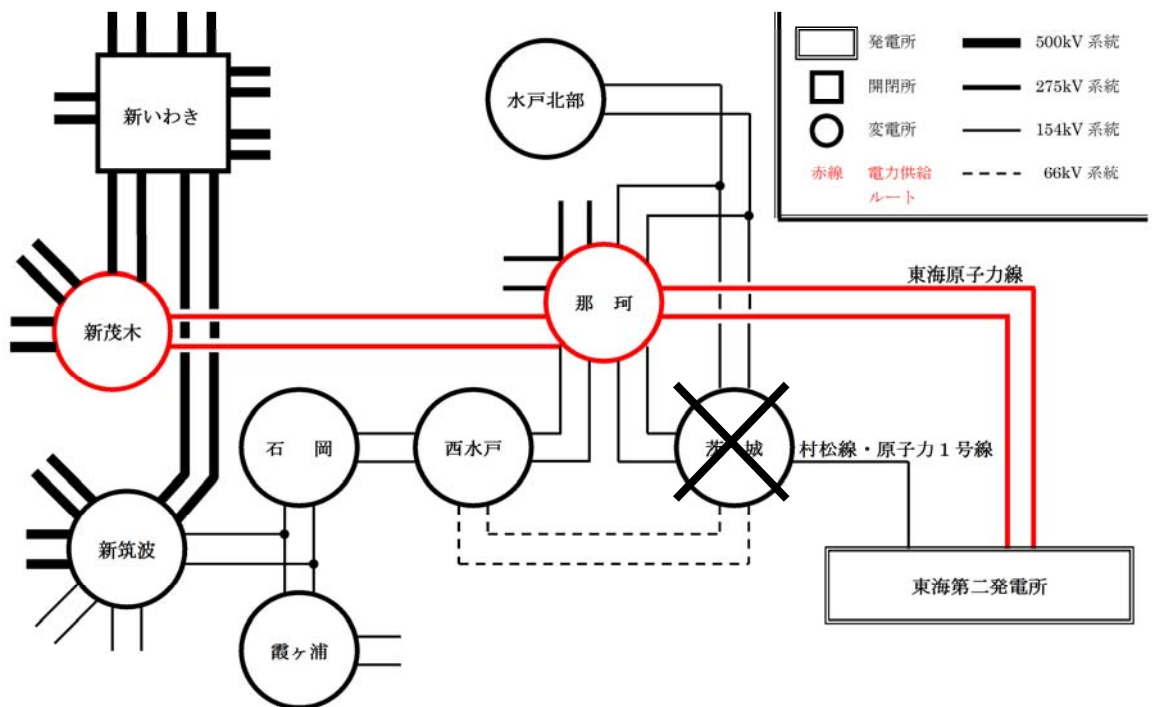 発電所
500kV 系統
開閉所
275kV 系統
変電所
154kV 系統
赤線
電力供給
ルート
66kV 系統
新いわき
水戸北部
東海原子力線
那 珂
新茂木
石 岡
西水戸
茨 城
村松線・原子力1号線
新筑波
東海第二発電所
霞ヶ浦